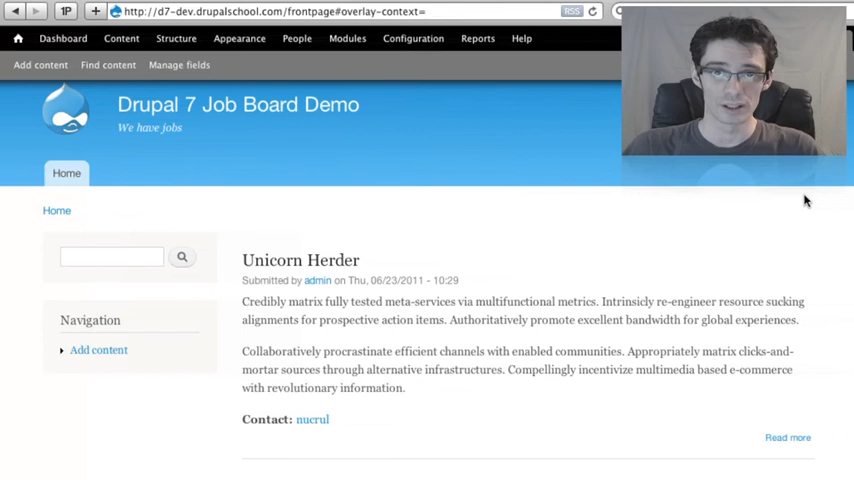 1P
+
http://d7-dev.drupalschool.com/frontpage#overlay-context=
RSS
Dashboard Content Structure Appearance People Modules Configuration Reports Help
Add content Find content Manage fields
Drupal 7 Job Board Demo
We have jobs
Home
Home
Unicorn Herder
Submitted by admin on Thu, 06/23/2011 - 10:29
Credibly matrix fully tested meta-services via multifunctional metrics. Intrinsicly re-engineer resource sucking
alignments for prospective action items. Authoritatively promote excellent bandwidth for global experiences.
Navigation
Add content
Collaboratively procrastinate efficient channels with enabled communities. Appropriately matrix clicks-and-
mortar sources through alternative infrastructures. Compellingly incentivize multimedia based e-commerce
with revolutionary information.
Contact: nucrul
Read more